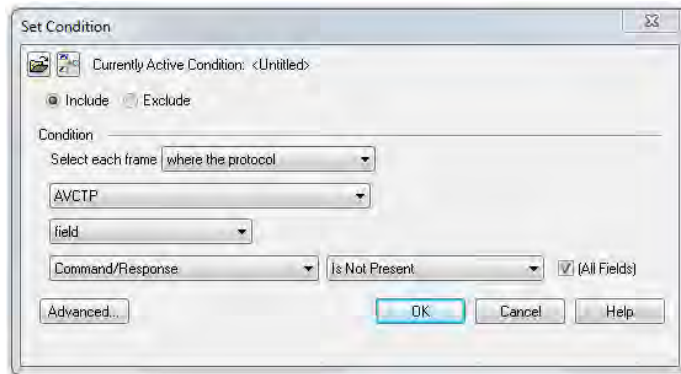 Set Condition
Currently Active Condition: <Untitled>
Include Exclude
Condition
Select each frame where the protocol
AVCTP
field
Command/Response Is Not Present (All Fields)
Advanced... OK Cancel Help